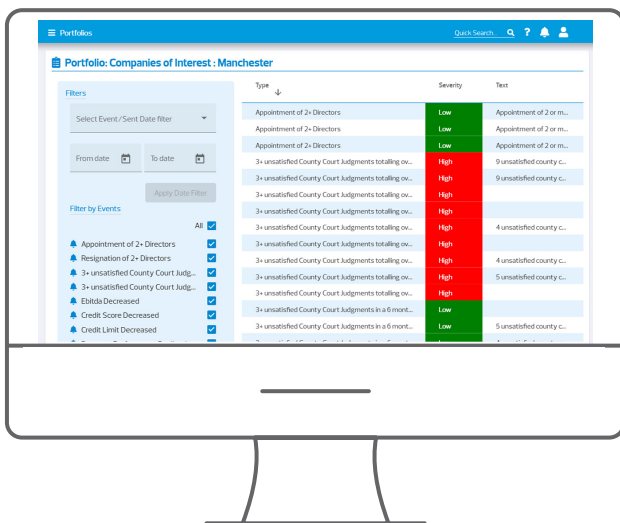 Portfolios
Quick Search...
?
Portfolio: Companies of Interest : Manchester
Filters
Select Event/Sent Date filter
From date
To date
Apply Date Filter
Filter by Events
All
Appointment of 2+ Directors
Resignation of 2+ Directors
3+ unsatisfied County Court Judg...
3+ unsatisfied County Court Judg...
Ebitda Decreased
Credit Score Decreased
Credit Limit Decreased
Type Severity Text
Appointment of 2+ Directors Low Appointment of 2 or m...
Appointment of 2+ Directors Low Appointment of 2 or m...
Appointment of 2+ Directors Low Appointment of 2 or m...
3+ unsatisfied County Court Judgments totalling ov... High 9 unsatisfied county c...
3+ unsatisfied County Court Judgments totalling ov... High 9 unsatisfied county c...
3+ unsatisfied County Court Judgments totalling ov... High
3+ unsatisfied County Court Judgments totalling ov... High
3+ unsatisfied County Court Judgments totalling ov... High 4 unsatisfied county c...
3+ unsatisfied County Court Judgments totalling ov... High
3+ unsatisfied County Court Judgments totalling ov... High 4 unsatisfied county c...
3+ unsatisfied County Court Judgments totalling ov... High 5 unsatisfied county c...
3+ unsatisfied County Court Judgments totalling ov... High
3+ unsatisfied County Court Judgments in a 6 mont... Low
3+ unsatisfied County Court Judgments in a 6 mont... Low 5 unsatisfied county c...